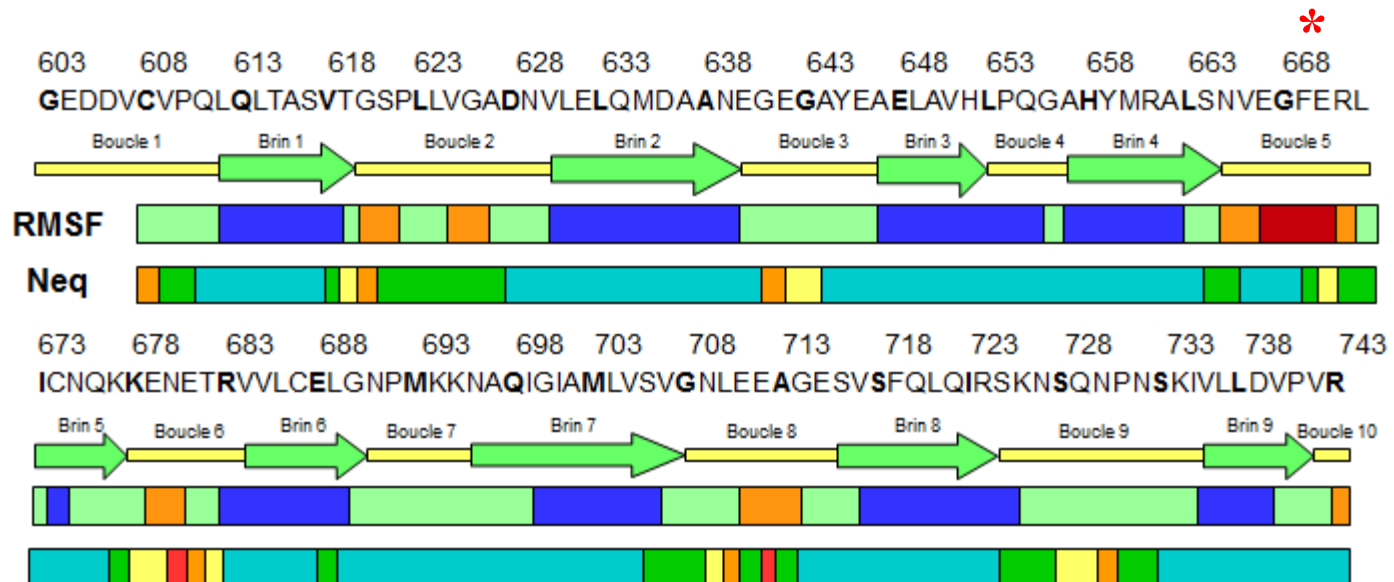 *
603 608 613 618 623 628 633 638 643 648 653 658 663 668
GEDDVCVPQLQLTASVTGSPLLVGADNVLELQMDAANEGEGAYEAELAVHLPQGAHYMRALSNVEGFERL
Boucle 1 Brin 1 Boucle 2 Brin 2 Boucle 3 Brin 3 Boucle 4 Brin 4 Boucle 5
RMSF
Neq
673 678 683 688 693 698 703 708 713 718 723 728 733 738 743
ICNQKKENETRVVLCELGNPMKKNAQIGIAMLVSVGNLEEAGESVSFQLQIRSKNSQNPNSKIVLLDVPVR
Brin 5 Boucle 6 Brin 6 Boucle 7 Brin 7 Boucle 8 Brin 8 Boucle 9 Brin 9 Boucle 10